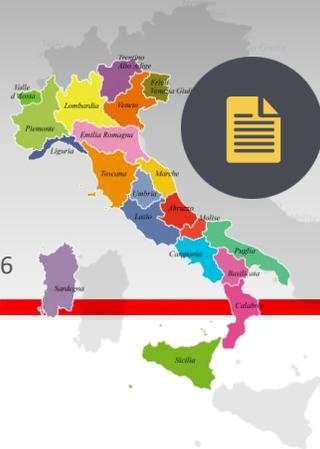 Trentino
Alto Adige
Valle
d'Aosta
Lombardia
Veneto
Friuli
Venezia Giuli
Piemonte
Emilia Romagna
Liguria
Toscana
Marche
Umbria
Abruzzo
Lazio
Molise
Campania
Puglia
Basilicata
6
Sardegna
Calabria
Sicilia